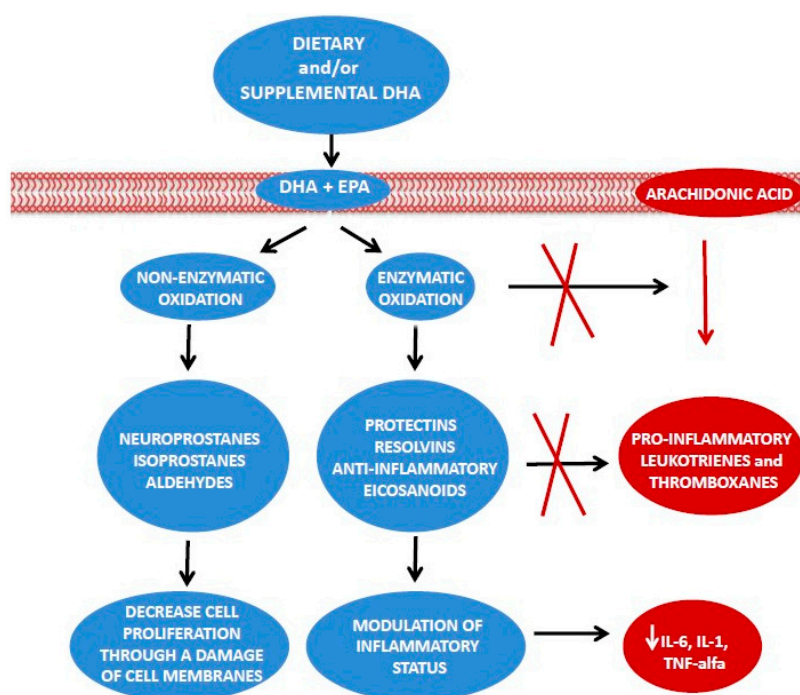 DIETARY
and/or
SUPPLEMENTAL DHA
DHA + EPA
ARACHIDONIC ACID
NON-ENZYMATIC
OXIDATION
ENZYMATIC
OXIDATION
NEUROPROSTANES
ISOPROSTANES
ALDEHYDES
PROTECTINS
RESOLVINS
ANTI-INFLAMMATORY
EICOSANOIDS
PRO-INFLAMMATORY
LEUKOTRIENES and
THROMBOXANES
DECREASE CELL
PROLIFERATION
THROUGH A DAMAGE
OF CELL MEMBRANES
MODULATION OF
INFLAMMATORY
STATUS
↓IL-6, IL-1,
TNF-alfa